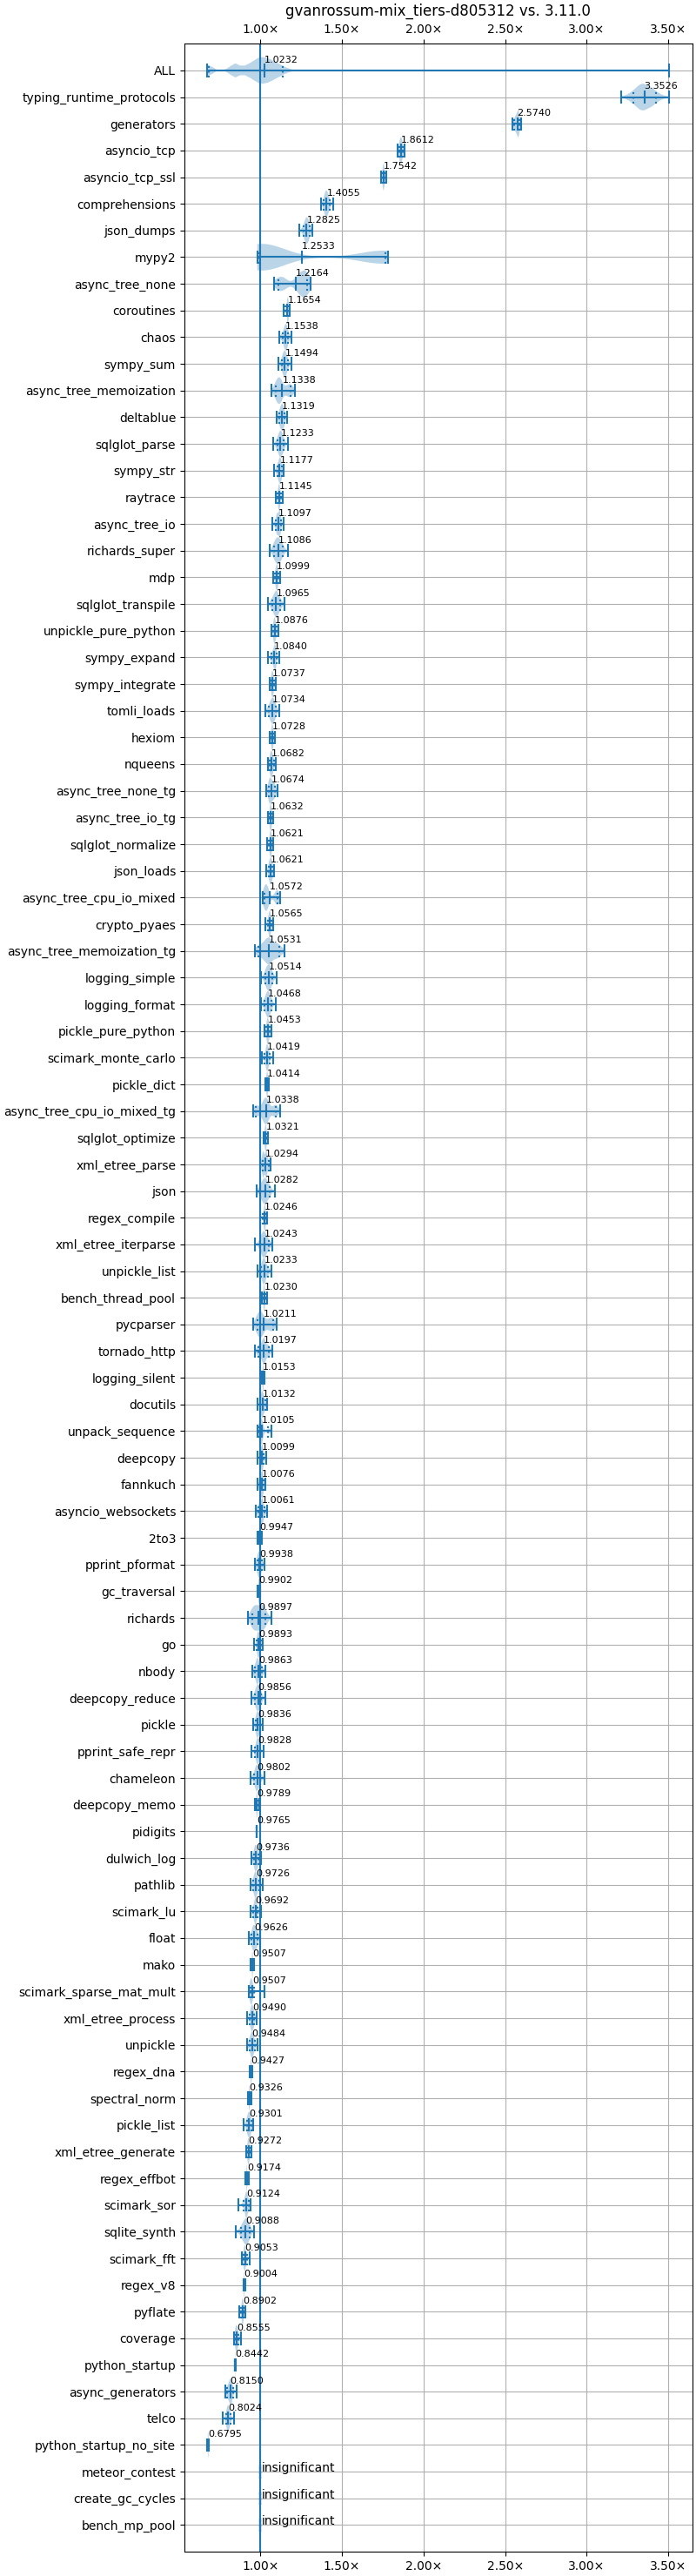 gvanrossum-mix_tiers-d805312 vs. 3.11.0
1.00× 1.50× 2.00× 2.50× 3.00× 3.50×
ALL 1.0232
typing_runtime_protocols 3.3526
generators 2.5740
asyncio_tcp 1.8612
asyncio_tcp_ssl 1.7542
comprehensions 1.4055
json_dumps 1.2825
mypy2 1.2533
async_tree_none 1.2164
coroutines 1.1654
chaos 1.1538
sympy_sum 1.1494
async_tree_memoization 1.1338
deltablue 1.1319
sqlglot_parse 1.1233
sympy_str 1.1177
raytrace 1.1145
async_tree_io 1.1097
richards_super 1.1086
mdp 1.0999
sqlglot_transpile 1.0965
unpickle_pure_python 1.0876
sympy_expand 1.0840
sympy_integrate 1.0737
tomli_loads 1.0734
hexiom 1.0728
nqueens 1.0682
async_tree_none_tg 1.0674
async_tree_io_tg 1.0632
sqlglot_normalize 1.0621
json_loads 1.0621
async_tree_cpu_io_mixed 1.0572
crypto_pyaes 1.0565
async_tree_memoization_tg 1.0531
logging_simple 1.0514
logging_format 1.0468
pickle_pure_python 1.0453
scimark_monte_carlo 1.0419
pickle_dict 1.0414
async_tree_cpu_io_mixed_tg 1.0338
sqlglot_optimize 1.0321
xml_etree_parse 1.0294
json 1.0282
regex_compile 1.0246
xml_etree_iterparse 1.0243
unpickle_list 1.0233
bench_thread_pool 1.0230
pycparser 1.0211
tornado_http 1.0197
logging_silent 1.0153
docutils 1.0132
unpack_sequence 1.0105
deepcopy 1.0099
fannkuch 1.0076
asyncio_websockets 1.0061
2to3 0.9947
pprint_pformat 0.9938
gc_traversal 0.9902
richards 0.9897
go 0.9893
nbody 0.9863
deepcopy_reduce 0.9856
pickle 0.9836
pprint_safe_repr 0.9828
chameleon 0.9802
deepcopy_memo 0.9789
pidigits 0.9765
dulwich_log 0.9736
pathlib 0.9726
scimark_lu 0.9692
float 0.9626
mako 0.9507
scimark_sparse_mat_mult 0.9507
xml_etree_process 0.9490
unpickle 0.9484
regex_dna 0.9427
spectral_norm 0.9326
pickle_list 0.9301
xml_etree_generate 0.9272
regex_effbot 0.9174
scimark_sor 0.9124
sqlite_synth 0.9088
scimark_fft 0.9053
regex_v8 0.9004
pyflate 0.8902
coverage 0.8555
python_startup 0.8442
async_generators 0.8150
telco 0.8024
python_startup_no_site 0.6795
meteor_contest insignificant
create_gc_cycles insignificant
bench_mp_pool insignificant
1.00× 1.50× 2.00× 2.50× 3.00× 3.50×